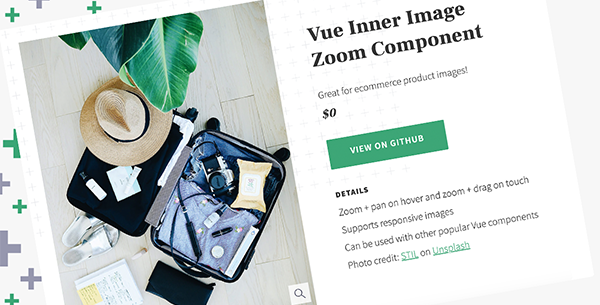 Vue Inner Image
Zoom Component
Great for ecommerce product images!
$0
VIEW ON GITHUB
DETAILS
Zoom + pan on hover and zoom + drag on touch
Supports responsive images
Can be used with other popular Vue components
Photo credit: STIL on Unsplash